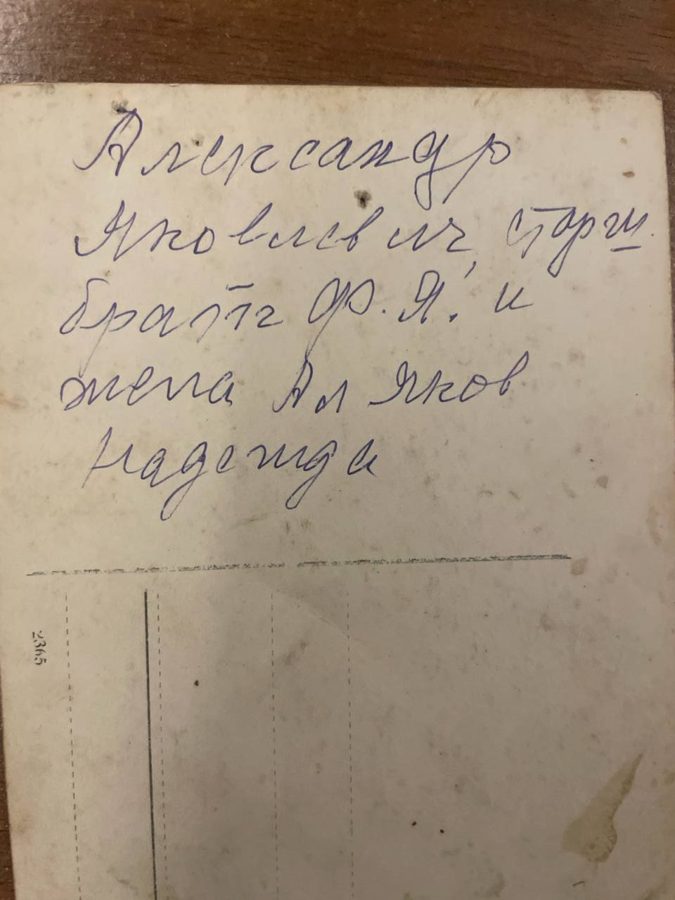 Александр
Яковлевич, старш.
брат Ф. Я. и
жена Ал Яков
Надежда
2365